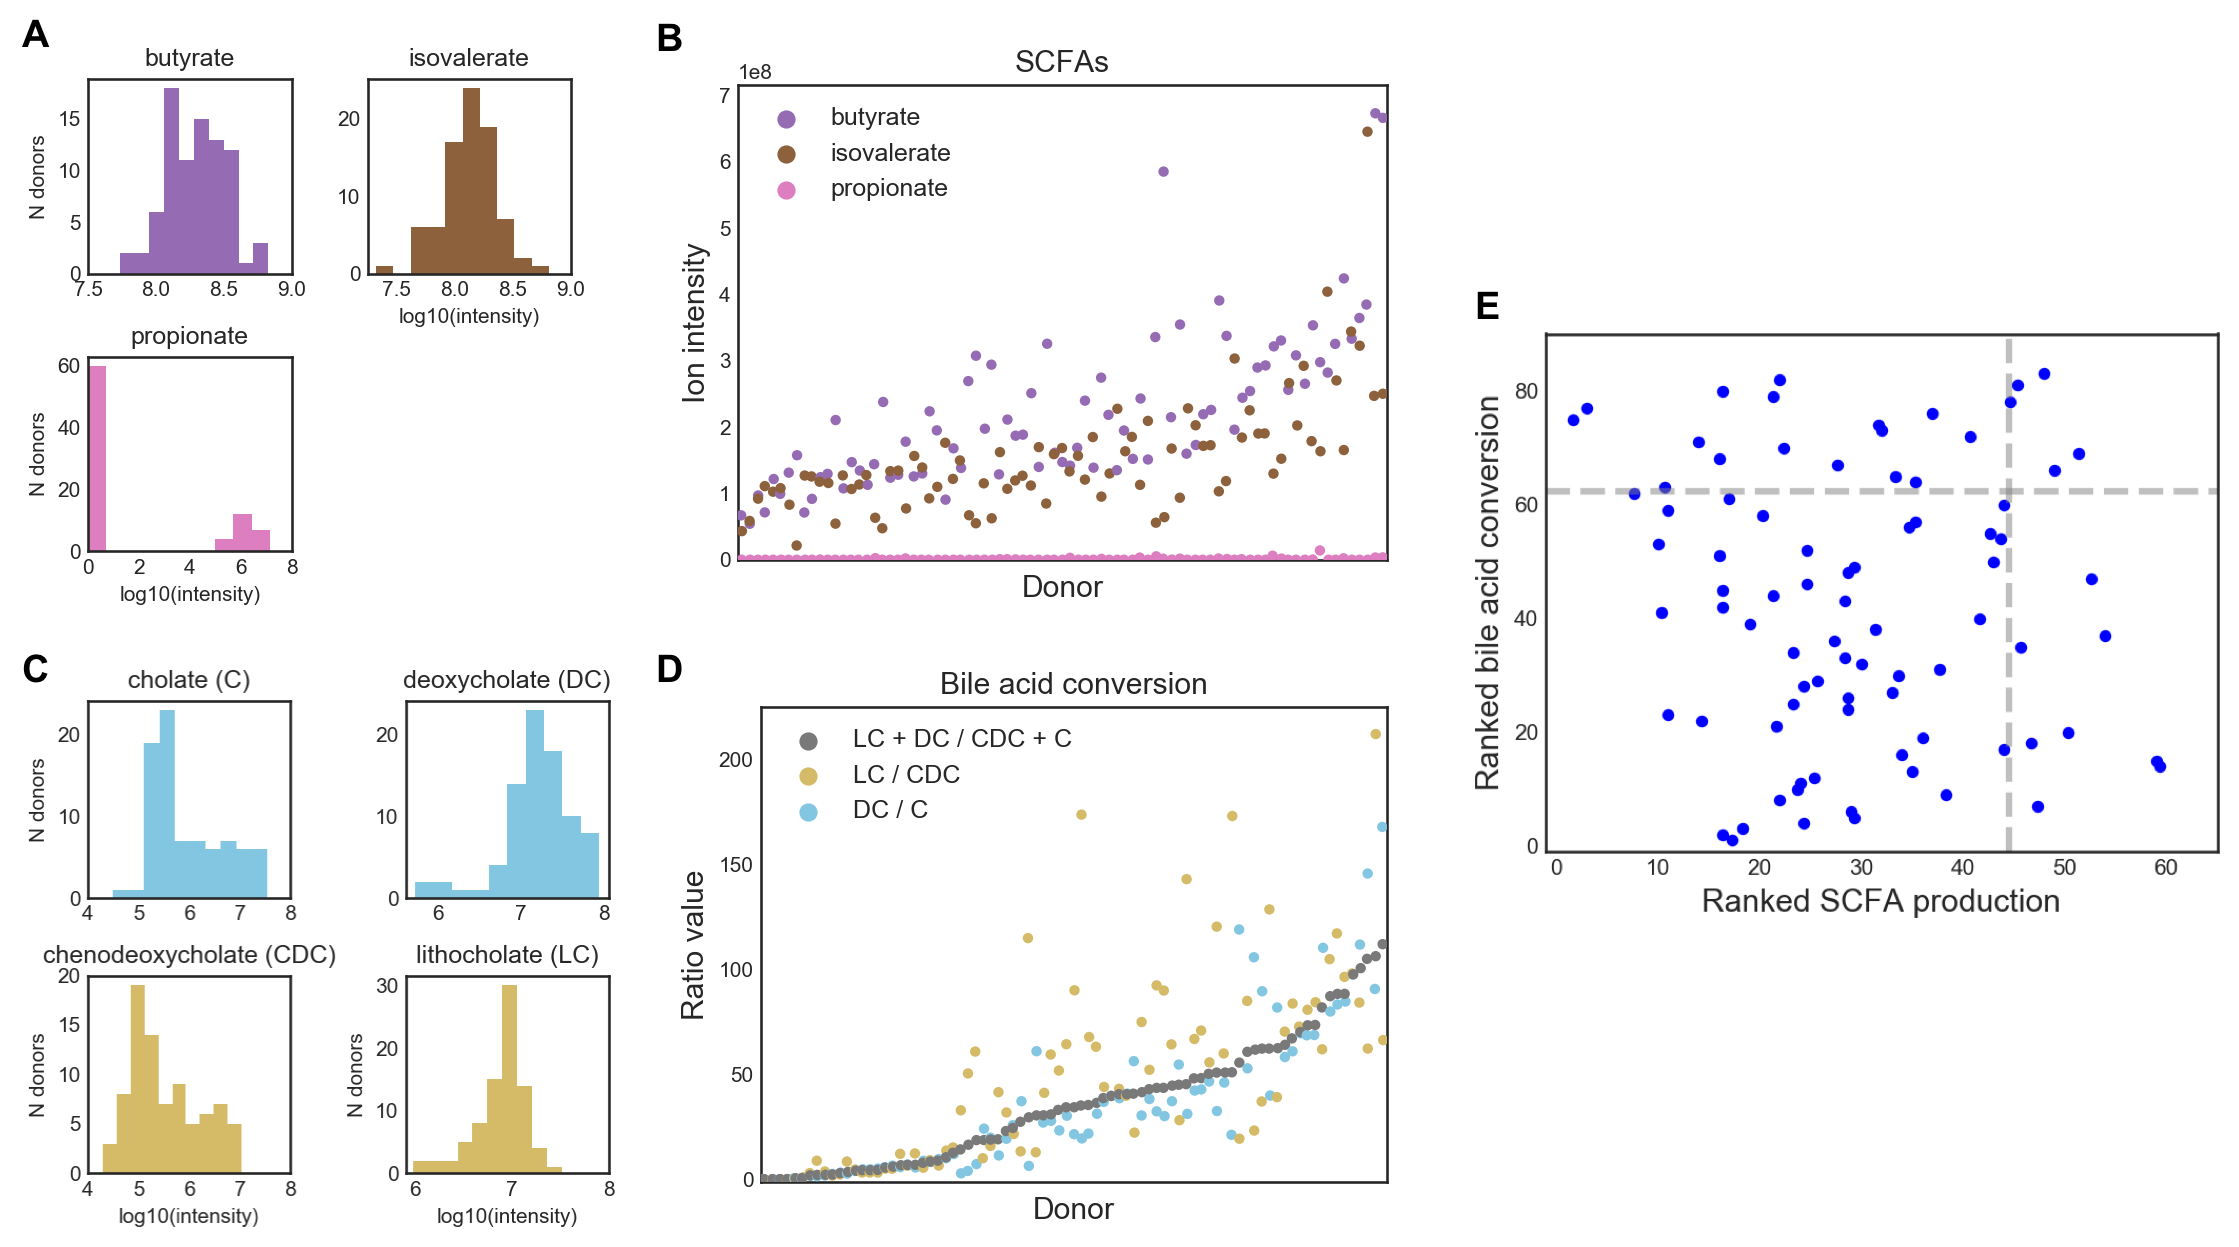 A
butyrate
N donors
15
10
5
0
7.5 8.0 8.5 9.0
isovalerate
20
10
0
7.5 8.0 8.5 9.0
log10(intensity)
propionate
N donors
60
40
20
0
0 2 4 6 8
log10(intensity)
B
SCFAs
1e8
butyrate
isovalerate
propionate
Ion intensity
7
6
5
4
3
2
1
0
Donor
C
cholate (C)
N donors
20
10
0
4 5 6 7 8
deoxycholate (DC)
20
10
0
6 7 8
chenodeoxycholate (CDC)
N donors
20
15
10
5
0
4 5 6 7 8
log10(intensity)
lithocholate (LC)
N donors
30
20
10
0
6 7 8
log10(intensity)
D
Bile acid conversion
LC + DC / CDC + C
LC / CDC
DC / C
Ratio value
200
150
100
50
0
Donor
E
Ranked bile acid conversion
80
60
40
20
0
0 10 20 30 40 50 60
Ranked SCFA production